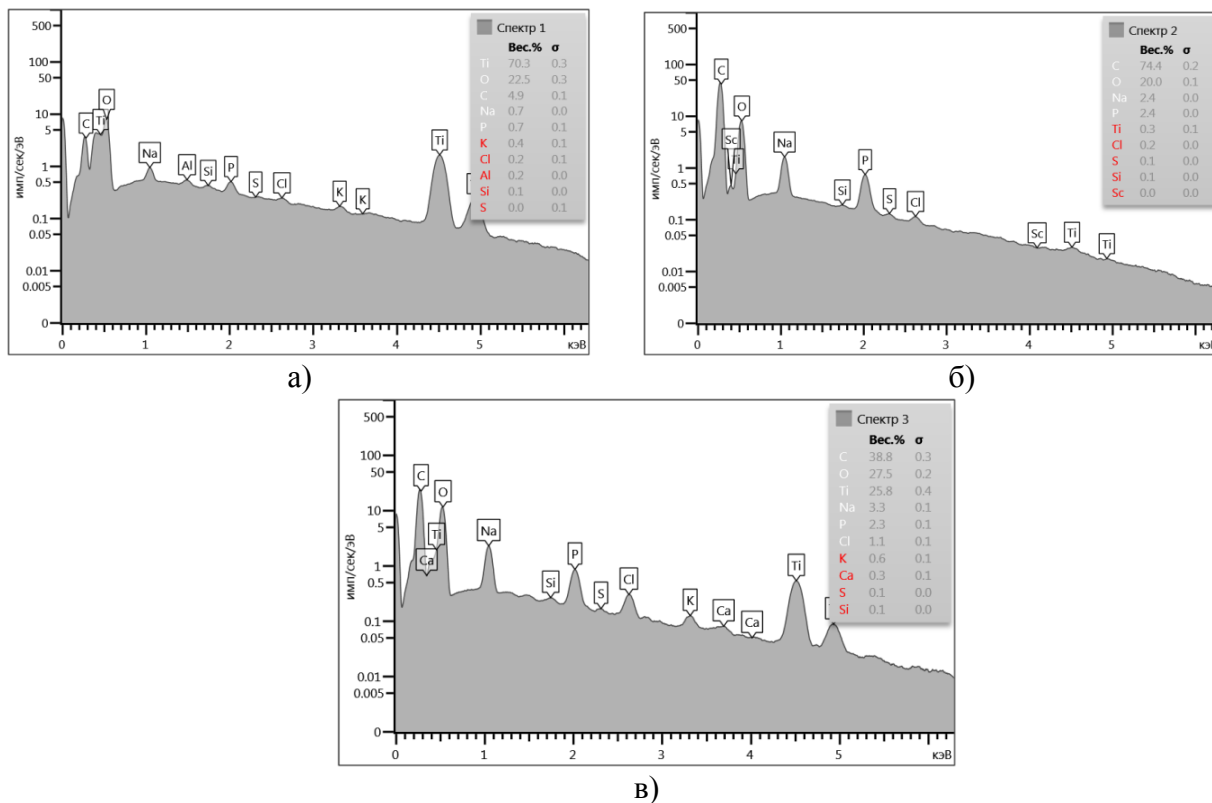 Спектр 1
Вес.% σ
Ti 70.3 0.3
O 22.5 0.3
C 4.9 0.1
Na 0.7 0.0
P 0.7 0.1
K 0.4 0.1
Cl 0.2 0.1
Al 0.2 0.0
Si 0.1 0.0
S 0.0 0.1
имп/сек/эВ
500
100
50
10
5
1
0.5
0.1
0.05
0.01
0.005
0
C Ti O Na Al Si P S Cl K K Ti
0 1 2 3 4 5 кэВ
а)
Спектр 2
Вес.% σ
C 74.4 0.2
O 20.0 0.1
Na 2.4 0.0
P 2.4 0.0
Ti 0.3 0.1
Cl 0.2 0.0
S 0.1 0.0
Si 0.1 0.0
Sc 0.0 0.0
имп/сек/эВ
500
100
50
10
5
1
0.5
0.1
0.05
0.01
0.005
0
C Sc Ti O Na Si P S Cl Sc Ti Ti
0 1 2 3 4 5 кэВ
б)
Спектр 3
Вес.% σ
C 38.8 0.3
O 27.5 0.2
Ti 25.8 0.4
Na 3.3 0.1
P 2.3 0.1
Cl 1.1 0.1
K 0.6 0.1
Ca 0.3 0.1
S 0.1 0.0
Si 0.1 0.0
имп/сек/эВ
500
100
50
10
5
1
0.5
0.1
0.05
0.01
0.005
0
C Ca Ti O Na Si P S Cl K Ca Ca Ti
0 1 2 3 4 5 кэВ
в)